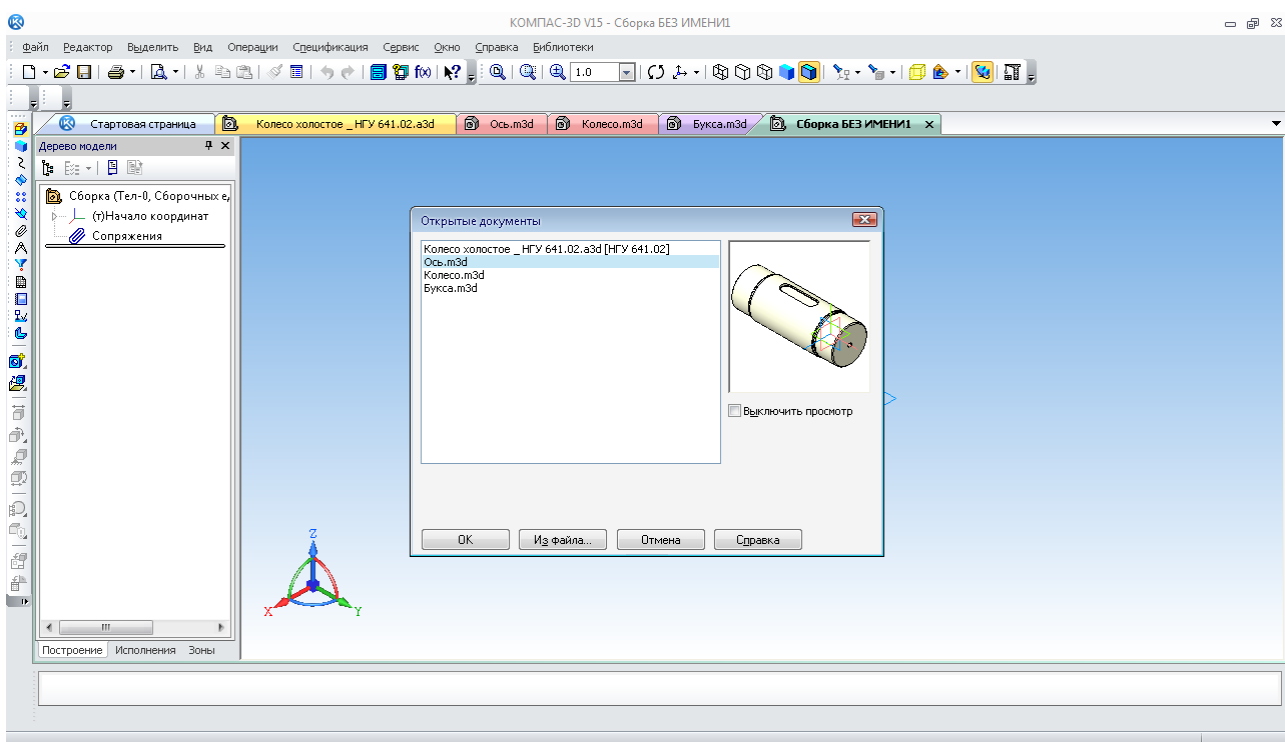 КОМПАС-3D V15 - Сборка БЕЗ ИМЕНИ1
Файл Редактор Выделить Вид Операции Спецификация Сервис Окно Справка Библиотеки
1.0
Стартовая страница Колесо холостое _ НГУ 641.02.a3d Ось.m3d Колесо.m3d Букса.m3d Сборка БЕЗ ИМЕНИ1
Дерево модели
Сборка (Тел-0, Сборочных е,
(т)Начало координат
Сопряжения
Открытые документы
Колесо холостое _ НГУ 641.02.a3d [НГУ 641.02]
Ось.m3d
Колесо.m3d
Букса.m3d
Выключить просмотр
ОК Из файла... Отмена Справка
Z
X Y
Построение Исполнения Зоны